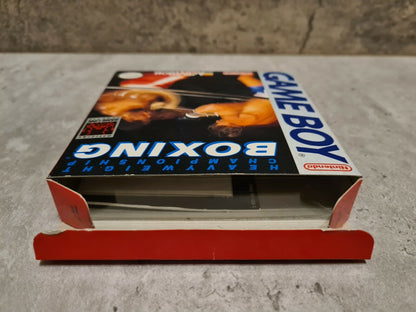 GAME BOY
Nintendo®
HEAVYWEIGHT
CHAMPIONSHIP
BOXING